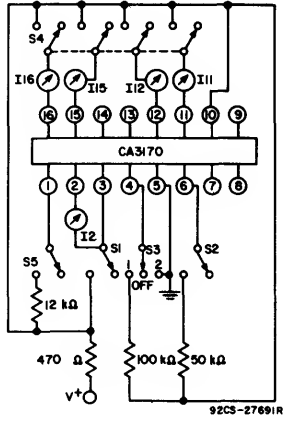 S4
I16 I15 I12 I11
16 15 14 13 12 11 10 9
CA3170
1 2 3 4 5 6 7 8
I2 S1 S3 S2
S5 1 2
OFF
12 kΩ
470 Ω 100 kΩ 50 kΩ
V+
92CS-27691R